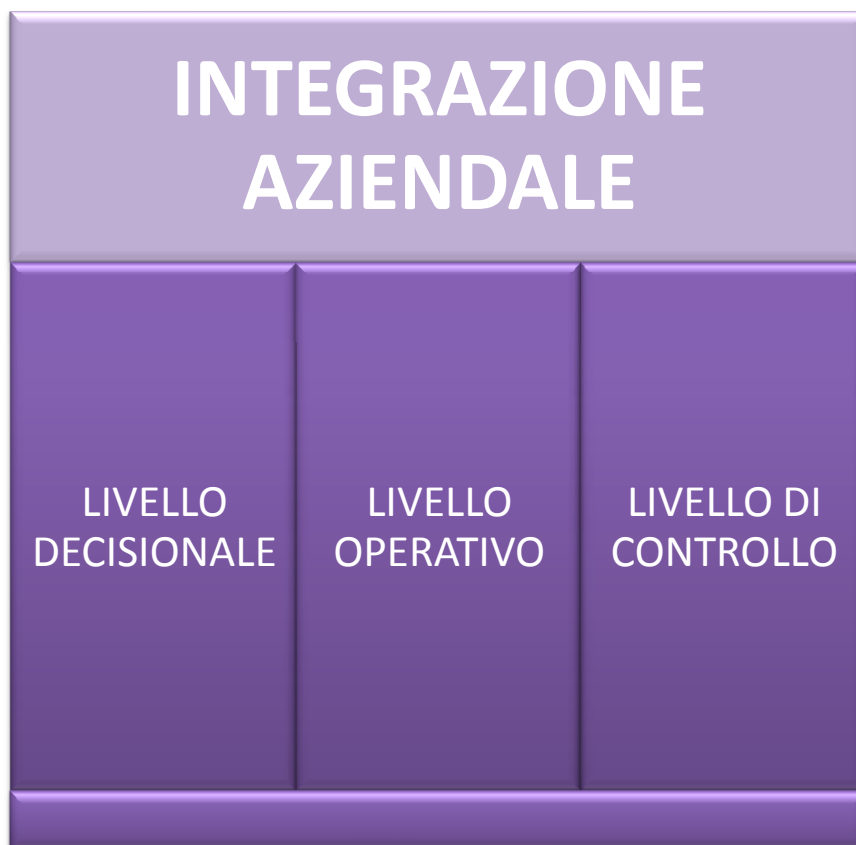 INTEGRAZIONE
AZIENDALE
LIVELLO
DECISIONALE
LIVELLO
OPERATIVO
LIVELLO DI
CONTROLLO